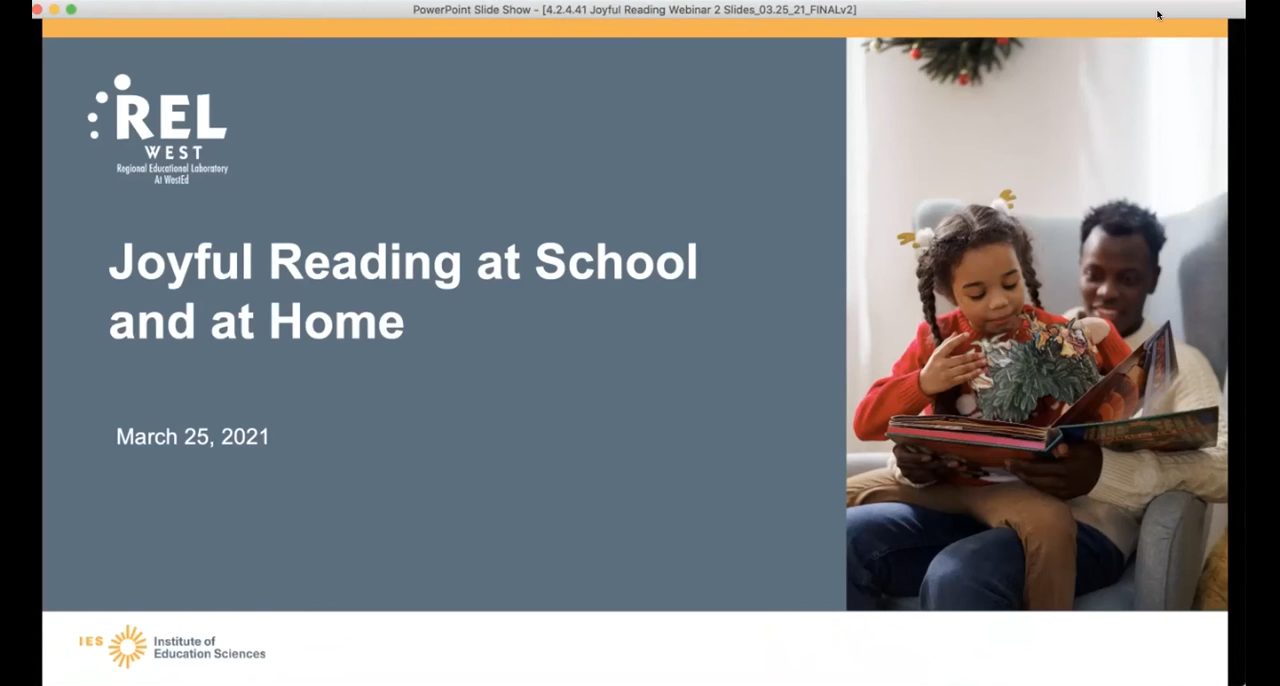 PowerPoint Slide Show - [4.2.4.41 Joyful Reading Webinar 2 Slides_03.25_21_FINALv2]
REL
WEST
Regional Educational Laboratory
At WestEd
Joyful Reading at School
and at Home
March 25, 2021
IES
Institute of
Education Sciences